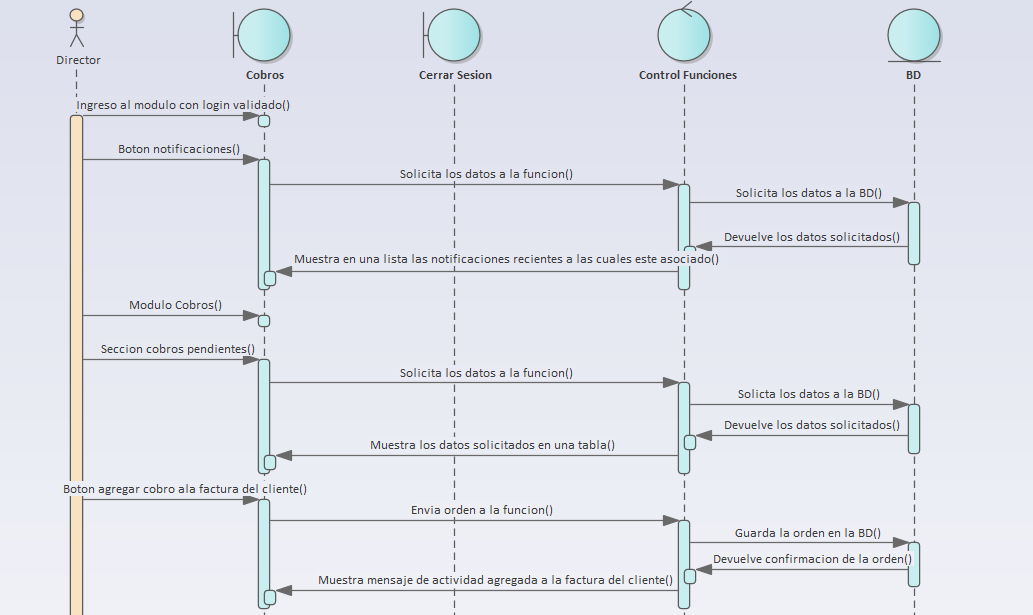 Director
Cobros
Cerrar Sesion
Control Funciones
BD
Ingreso al modulo con login validado()
Boton notificaciones()
Solicita los datos a la funcion()
Solicita los datos a la BD()
Devuelve los datos solicitados()
Muestra en una lista las notificaciones recientes a las cuales este asociado()
Modulo Cobros()
Seccion cobros pendientes()
Solicita los datos a la funcion()
Solicta los datos a la BD()
Devuelve los datos solicitados()
Muestra los datos solicitados en una tabla()
Boton agregar cobro ala factura del cliente()
Envia orden a la funcion()
Guarda la orden en la BD()
Devuelve confirmacion de la orden()
Muestra mensaje de actividad agregada a la factura del cliente()